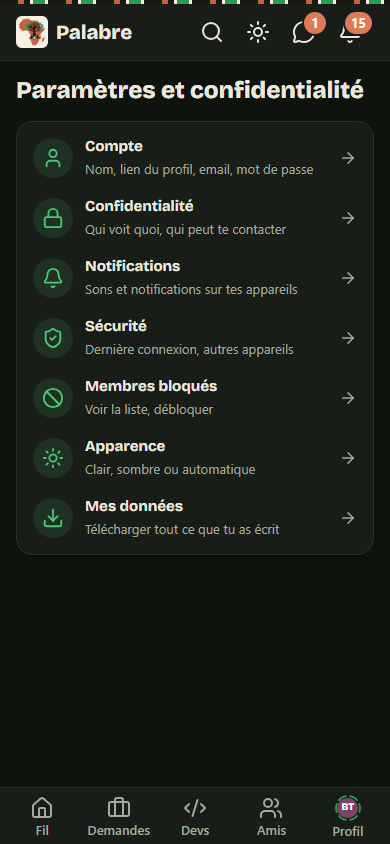 Palabre
1
15
Paramètres et confidentialité
Compte
Nom, lien du profil, email, mot de passe
Confidentialité
Qui voit quoi, qui peut te contacter
Notifications
Sons et notifications sur tes appareils
Sécurité
Dernière connexion, autres appareils
Membres bloqués
Voir la liste, débloquer
Apparence
Clair, sombre ou automatique
Mes données
Télécharger tout ce que tu as écrit
BT
Fil
Demandes
Devs
Amis
Profil